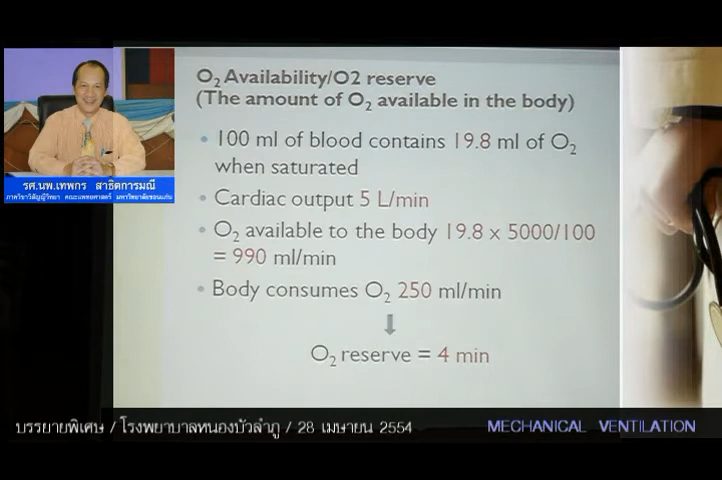 O₂ Availability/O2 reserve
(The amount of O₂ available in the body)
• 100 ml of blood contains 19.8 ml of O₂
when saturated
• Cardiac output 5 L/min
• O₂ available to the body 19.8 x 5000/100
= 990 ml/min
• Body consumes O₂ 250 ml/min
O₂ reserve = 4 min
รศ.นพ.เทพกร สาธิตการมณี
ภาควิชาวิสัญญีวิทยา คณะแพทยศาสตร์ มหาวิทยาลัยขอนแก่น
บรรยายพิเศษ / โรงพยาบาลหนองบัวลำภู / 28 เมษายน 2554
MECHANICAL VENTILATION